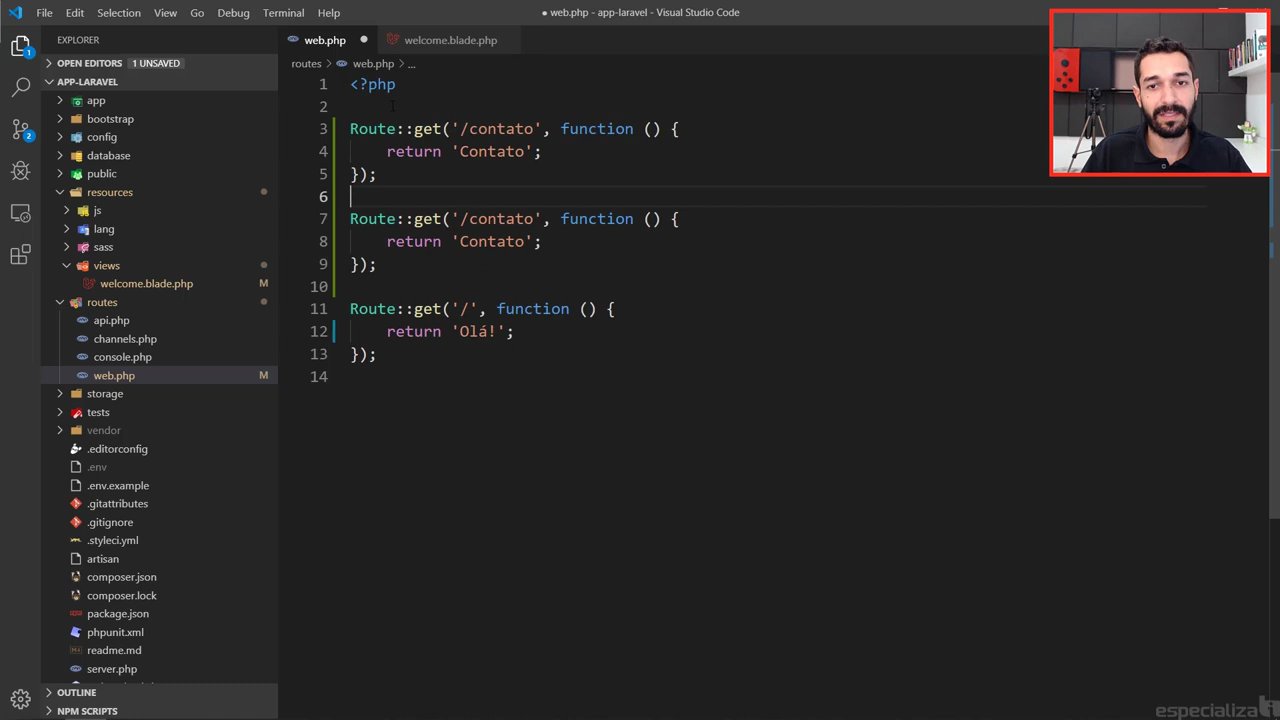 File Edit Selection View Go Debug Terminal Help
● web.php - app-laravel - Visual Studio Code
EXPLORER
OPEN EDITORS 1 UNSAVED
APP-LARAVEL
app
bootstrap
config
database
public
resources
js
lang
sass
views
welcome.blade.php M
routes
api.php
channels.php
console.php
web.php M
storage
tests
vendor
.editorconfig
.env
.env.example
.gitattributes
.gitignore
.styleci.yml
artisan
composer.json
composer.lock
package.json
phpunit.xml
readme.md
server.php
OUTLINE
NPM SCRIPTS
1
2
web.php ● welcome.blade.php
routes > web.php > ...
1 <?php
2
3 Route::get('/contato', function () {
4 return 'Contato';
5 });
6
7 Route::get('/contato', function () {
8 return 'Contato';
9 });
10
11 Route::get('/', function () {
12 return 'Olá!';
13 });
14
especializati